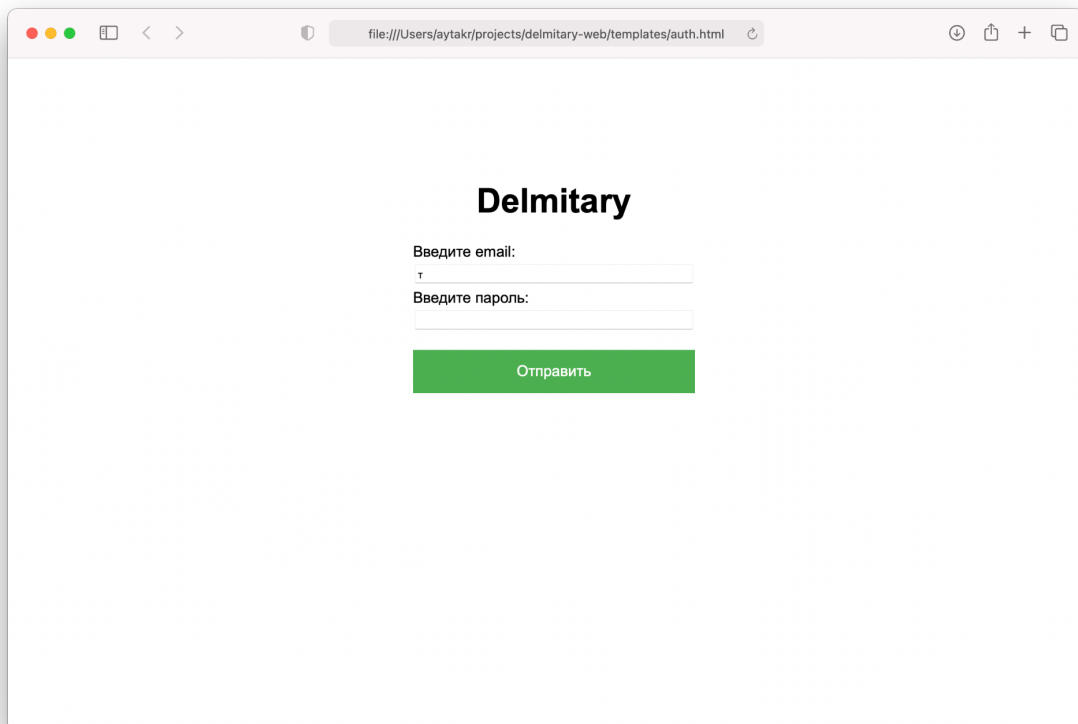 file:///Users/aytakr/projects/delmitary-web/templates/auth.html
Delmitary
Введите email:
т
Введите пароль:
Отправить